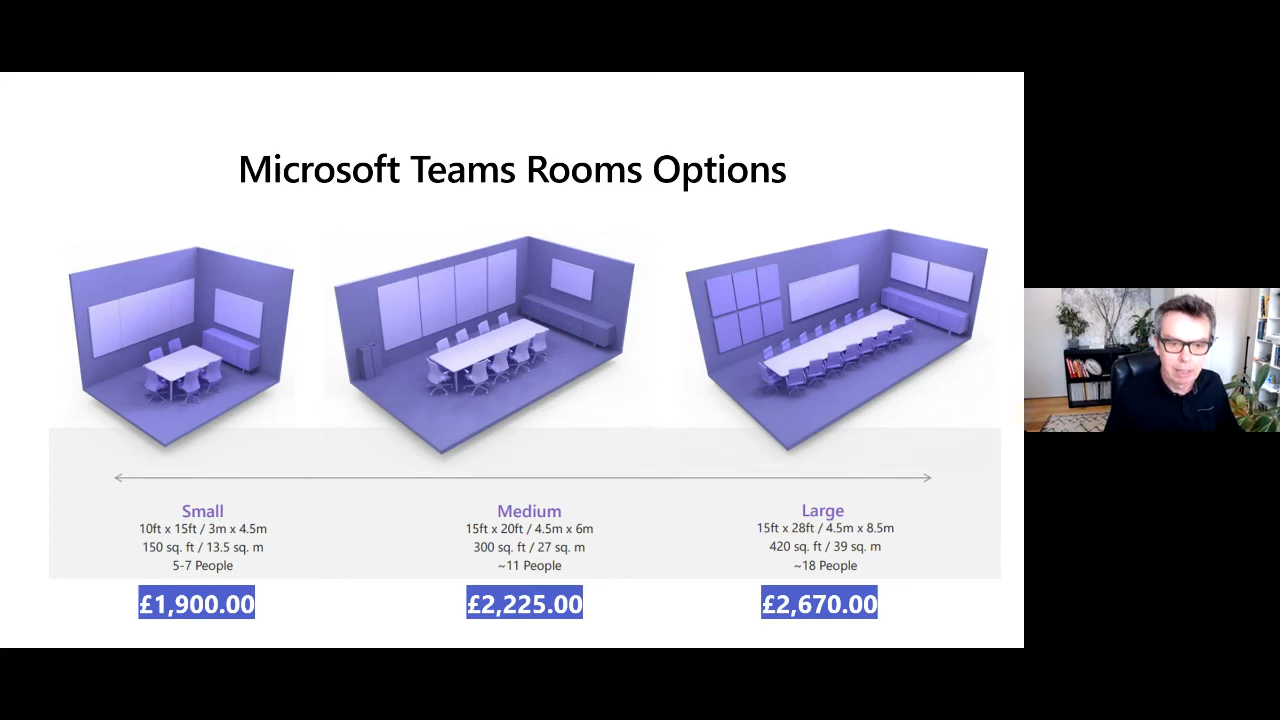 Microsoft Teams Rooms Options
Small
10ft x 15ft / 3m x 4.5m
150 sq. ft / 13.5 sq. m
5-7 People
£1,900.00
Medium
15ft x 20ft / 4.5m x 6m
300 sq. ft / 27 sq. m
~11 People
£2,225.00
Large
15ft x 28ft / 4.5m x 8.5m
420 sq. ft / 39 sq. m
~18 People
£2,670.00